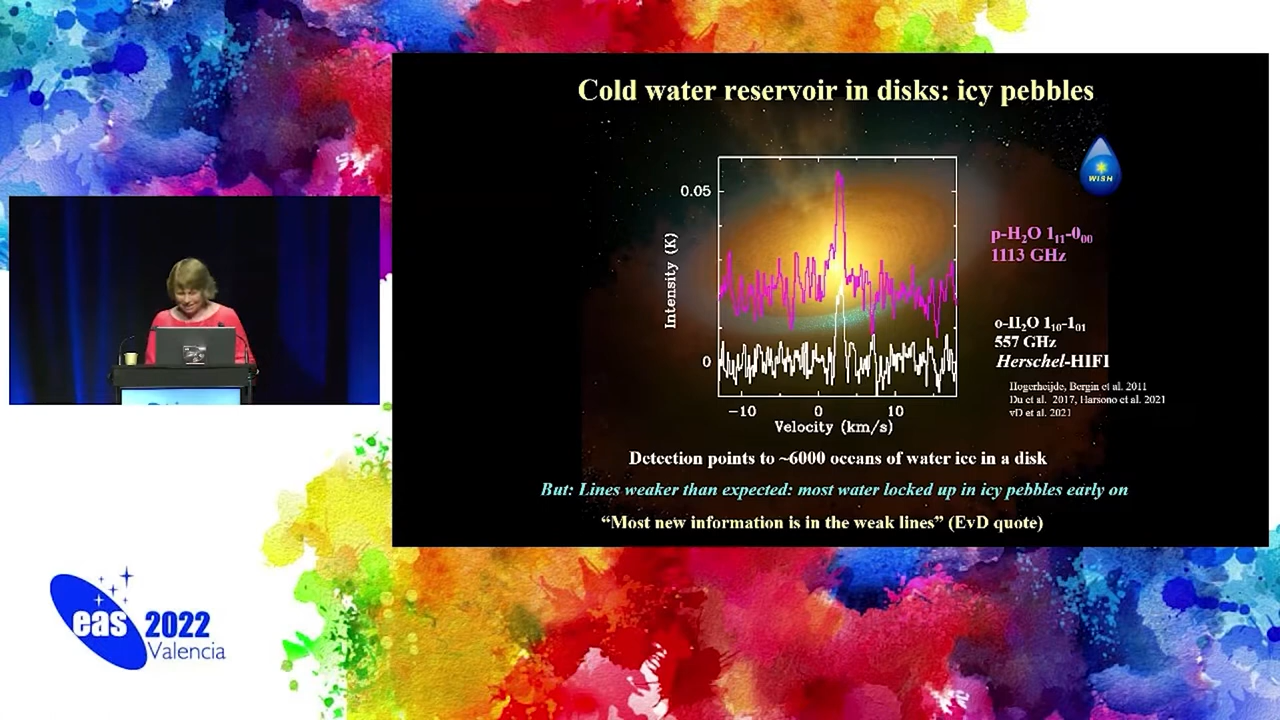 Cold water reservoir in disks: icy pebbles
WISH
0.05
0
Intensity (K)
−10 0 10
Velocity (km/s)
p-H₂O 1₁₁-0₀₀
1113 GHz
o-H₂O 1₁₀-1₀₁
557 GHz
Herschel-HIFI
Hogerheijde, Bergin et al. 2011
Du et al. 2017, Harsono et al. 2021
vD et al. 2021
Detection points to ~6000 oceans of water ice in a disk
But: Lines weaker than expected: most water locked up in icy pebbles early on
“Most new information is in the weak lines” (EvD quote)
eas 2022
Valencia